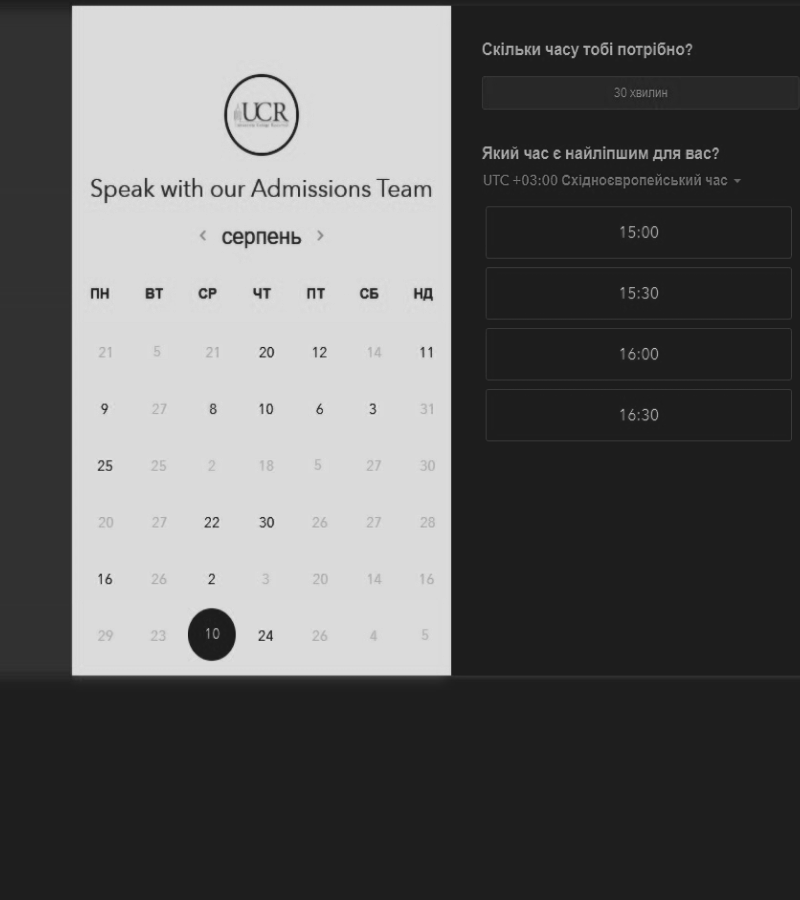 UCR
Speak with our Admissions Team
< серпень >
ПН ВТ СР ЧТ ПТ СБ НД
21 5 21 20 12 14 11
9 27 8 10 6 3 31
25 25 2 18 5 27 30
20 27 22 30 26 27 28
16 26 2 3 20 14 16
29 23 10 24 26 4 5
Скільки часу тобі потрібно?
30 хвилин
Який час є найліпшим для вас?
UTC +03:00 Східноєвропейський час
15:00
15:30
16:00
16:30